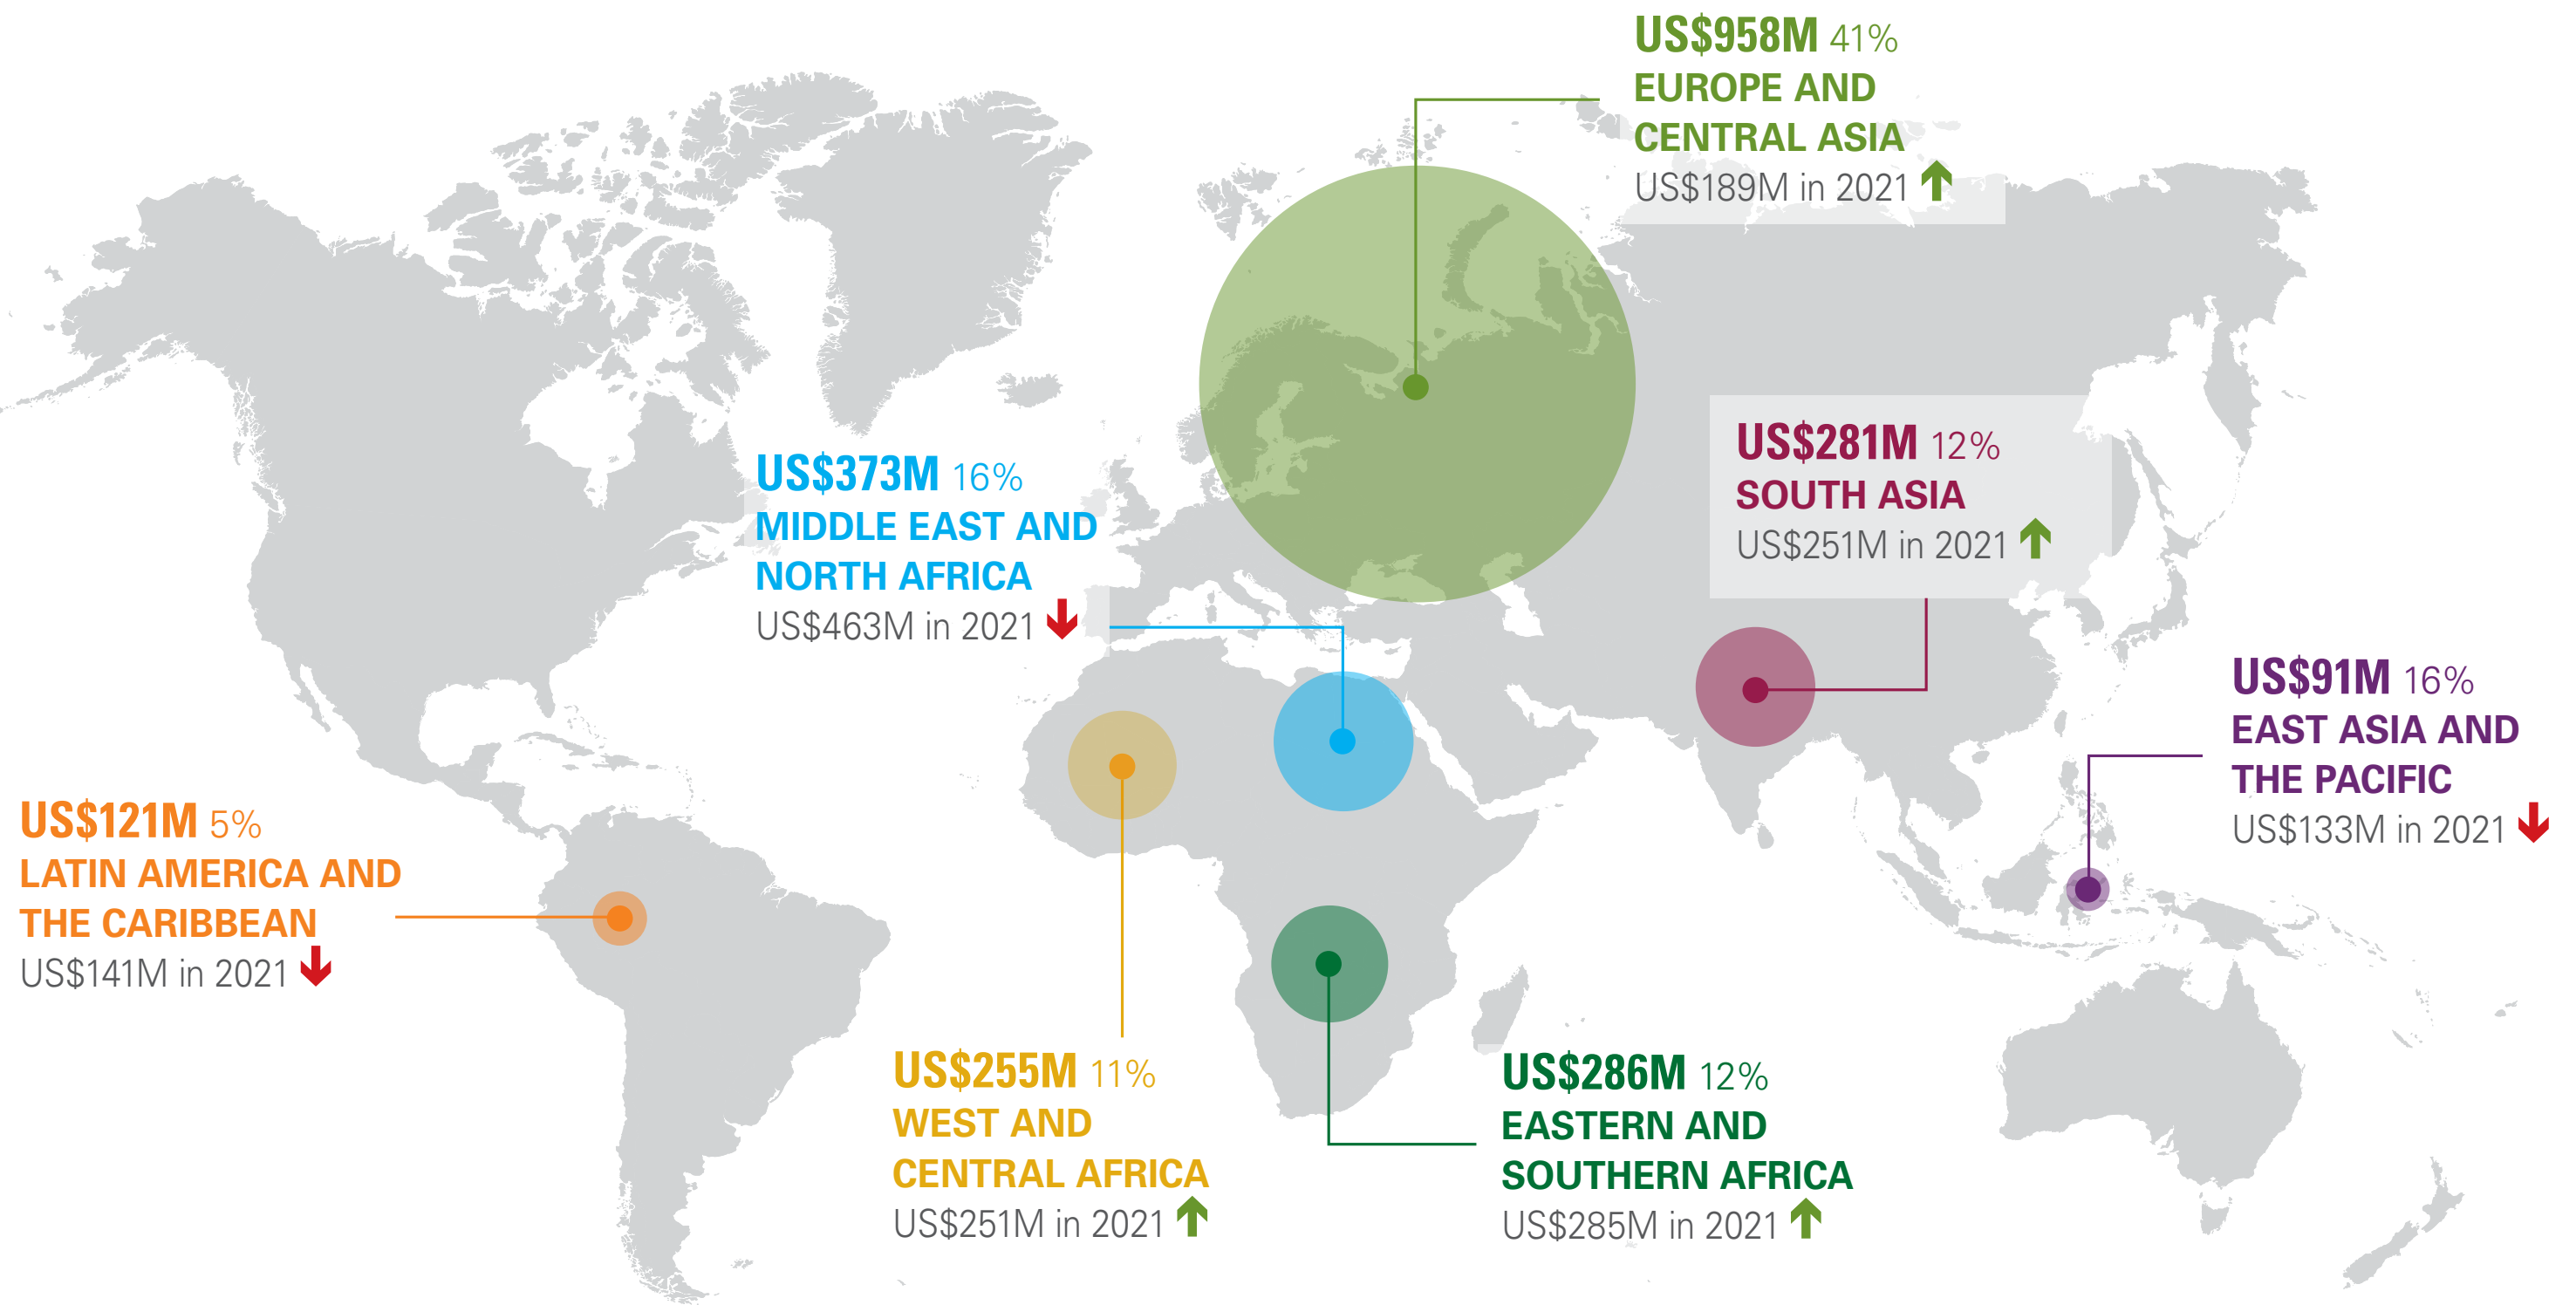 US$958M 41%
EUROPE AND
CENTRAL ASIA
US$189M in 2021
US$281M 12%
SOUTH ASIA
US$251M in 2021
US$373M 16%
MIDDLE EAST AND
NORTH AFRICA
US$463M in 2021
US$91M 16%
EAST ASIA AND
THE PACIFIC
US$133M in 2021
US$121M 5%
LATIN AMERICA AND
THE CARIBBEAN
US$141M in 2021
US$255M 11%
WEST AND
CENTRAL AFRICA
US$251M in 2021
US$286M 12%
EASTERN AND
SOUTHERN AFRICA
US$285M in 2021